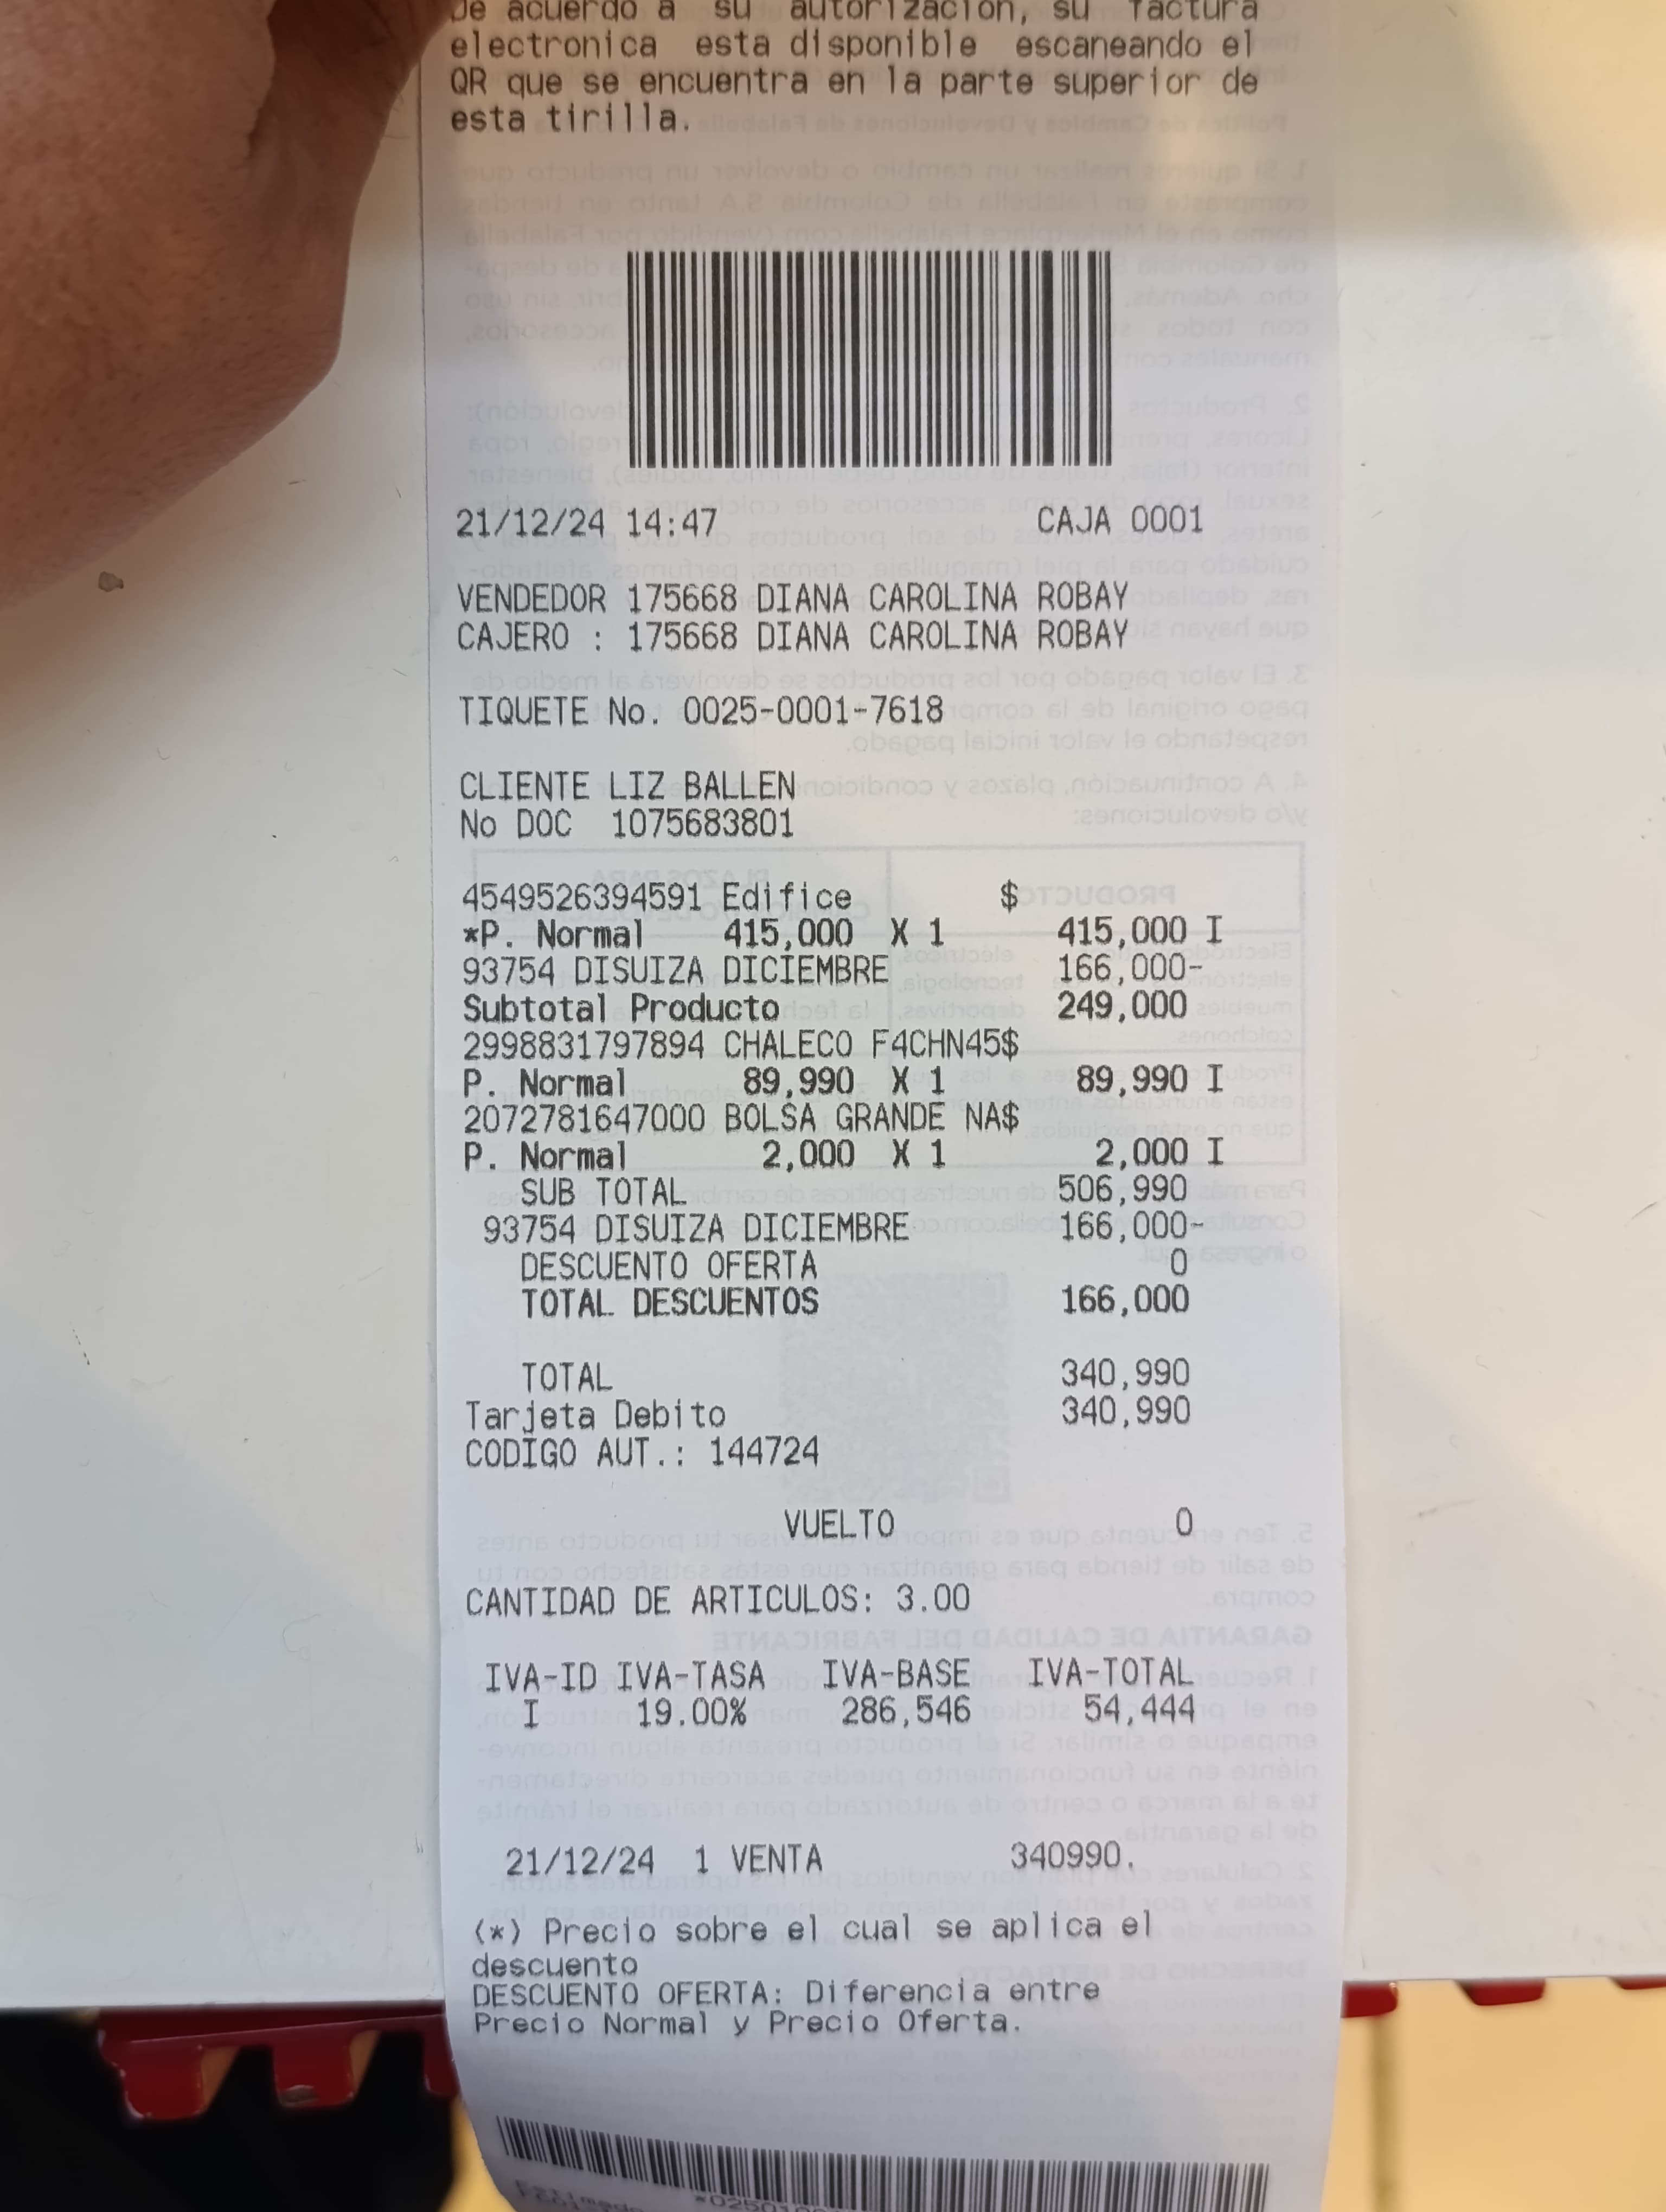 De acuerdo a su autorizacion, su factura
electronica esta disponible escaneando el
QR que se encuentra en la parte superior de
esta tirilla.
21/12/24 14:47 CAJA 0001
VENDEDOR 175668 DIANA CAROLINA ROBAY
CAJERO : 175668 DIANA CAROLINA ROBAY
TIQUETE No. 0025-0001-7618
CLIENTE LIZ BALLEN
No DOC 1075683801
4549526394591 Edifice $
*P. Normal 415,000 X 1 415,000 I
93754 DISUIZA DICIEMBRE 166,000-
Subtotal Producto 249,000
2998831797894 CHALECO F4CHN45$
P. Normal 89,990 X 1 89,990 I
2072781647000 BOLSA GRANDE NA$
P. Normal 2,000 X 1 2,000 I
SUB TOTAL 506,990
93754 DISUIZA DICIEMBRE 166,000-
DESCUENTO OFERTA 0
TOTAL DESCUENTOS 166,000
TOTAL 340,990
Tarjeta Debito 340,990
CODIGO AUT.: 144724
VUELTO 0
CANTIDAD DE ARTICULOS: 3.00
IVA-ID IVA-TASA IVA-BASE IVA-TOTAL
I 19.00% 286,546 54,444
21/12/24 1 VENTA 340990.
(*) Precio sobre el cual se aplica el
descuento
DESCUENTO OFERTA: Diferencia entre
Precio Normal y Precio Oferta.